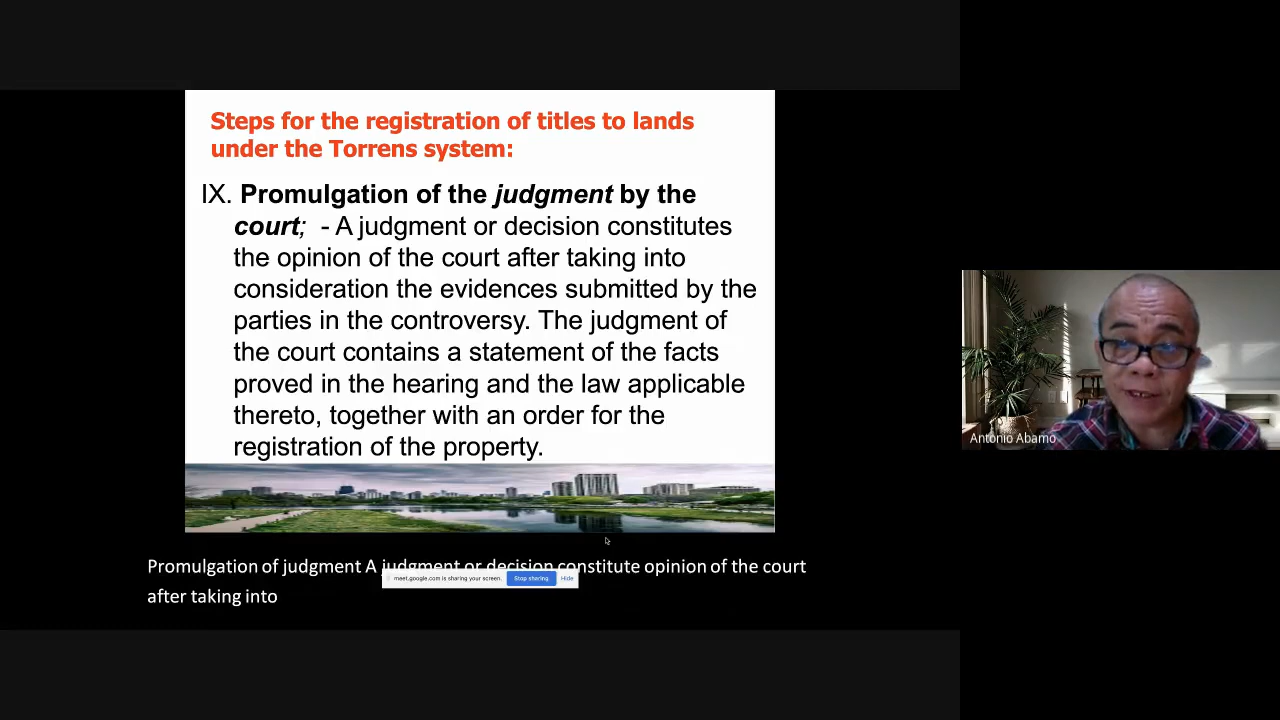 Steps for the registration of titles to lands
under the Torrens system:
IX. Promulgation of the judgment by the
court; - A judgment or decision constitutes
the opinion of the court after taking into
consideration the evidences submitted by the
parties in the controversy. The judgment of
the court contains a statement of the facts
proved in the hearing and the law applicable
thereto, together with an order for the
registration of the property.
Antonio Abamo
Promulgation of judgment A judgment or decision constitute opinion of the court
meet.google.com is sharing your screen. Stop sharing Hide
after taking into